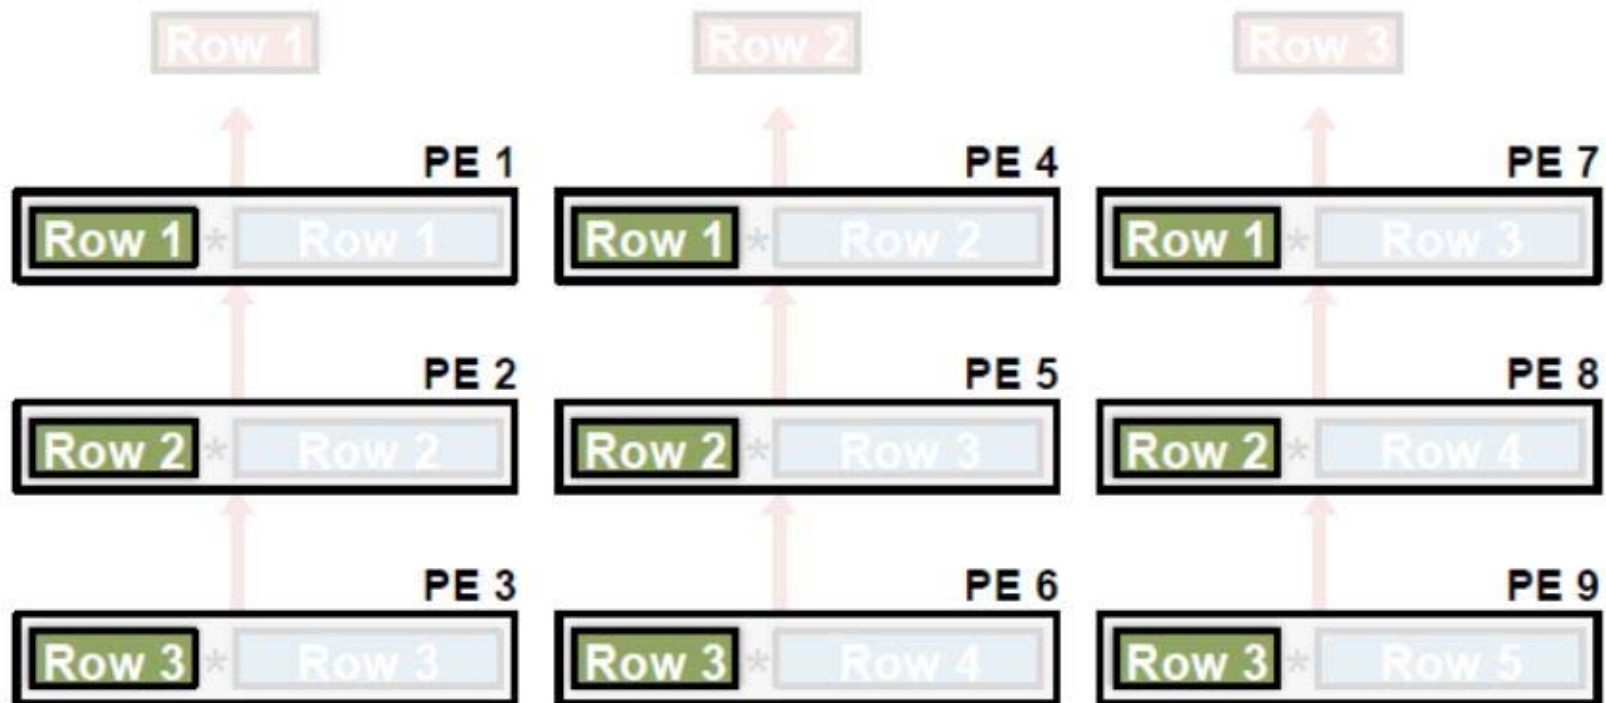 Row 1 Row 2 Row 3
PE 1 PE 4 PE 7
Row 1 * Row 1 Row 1 * Row 2 Row 1 * Row 3
PE 2 PE 5 PE 8
Row 2 * Row 2 Row 2 * Row 3 Row 2 * Row 4
PE 3 PE 6 PE 9
Row 3 * Row 3 Row 3 * Row 4 Row 3 * Row 5